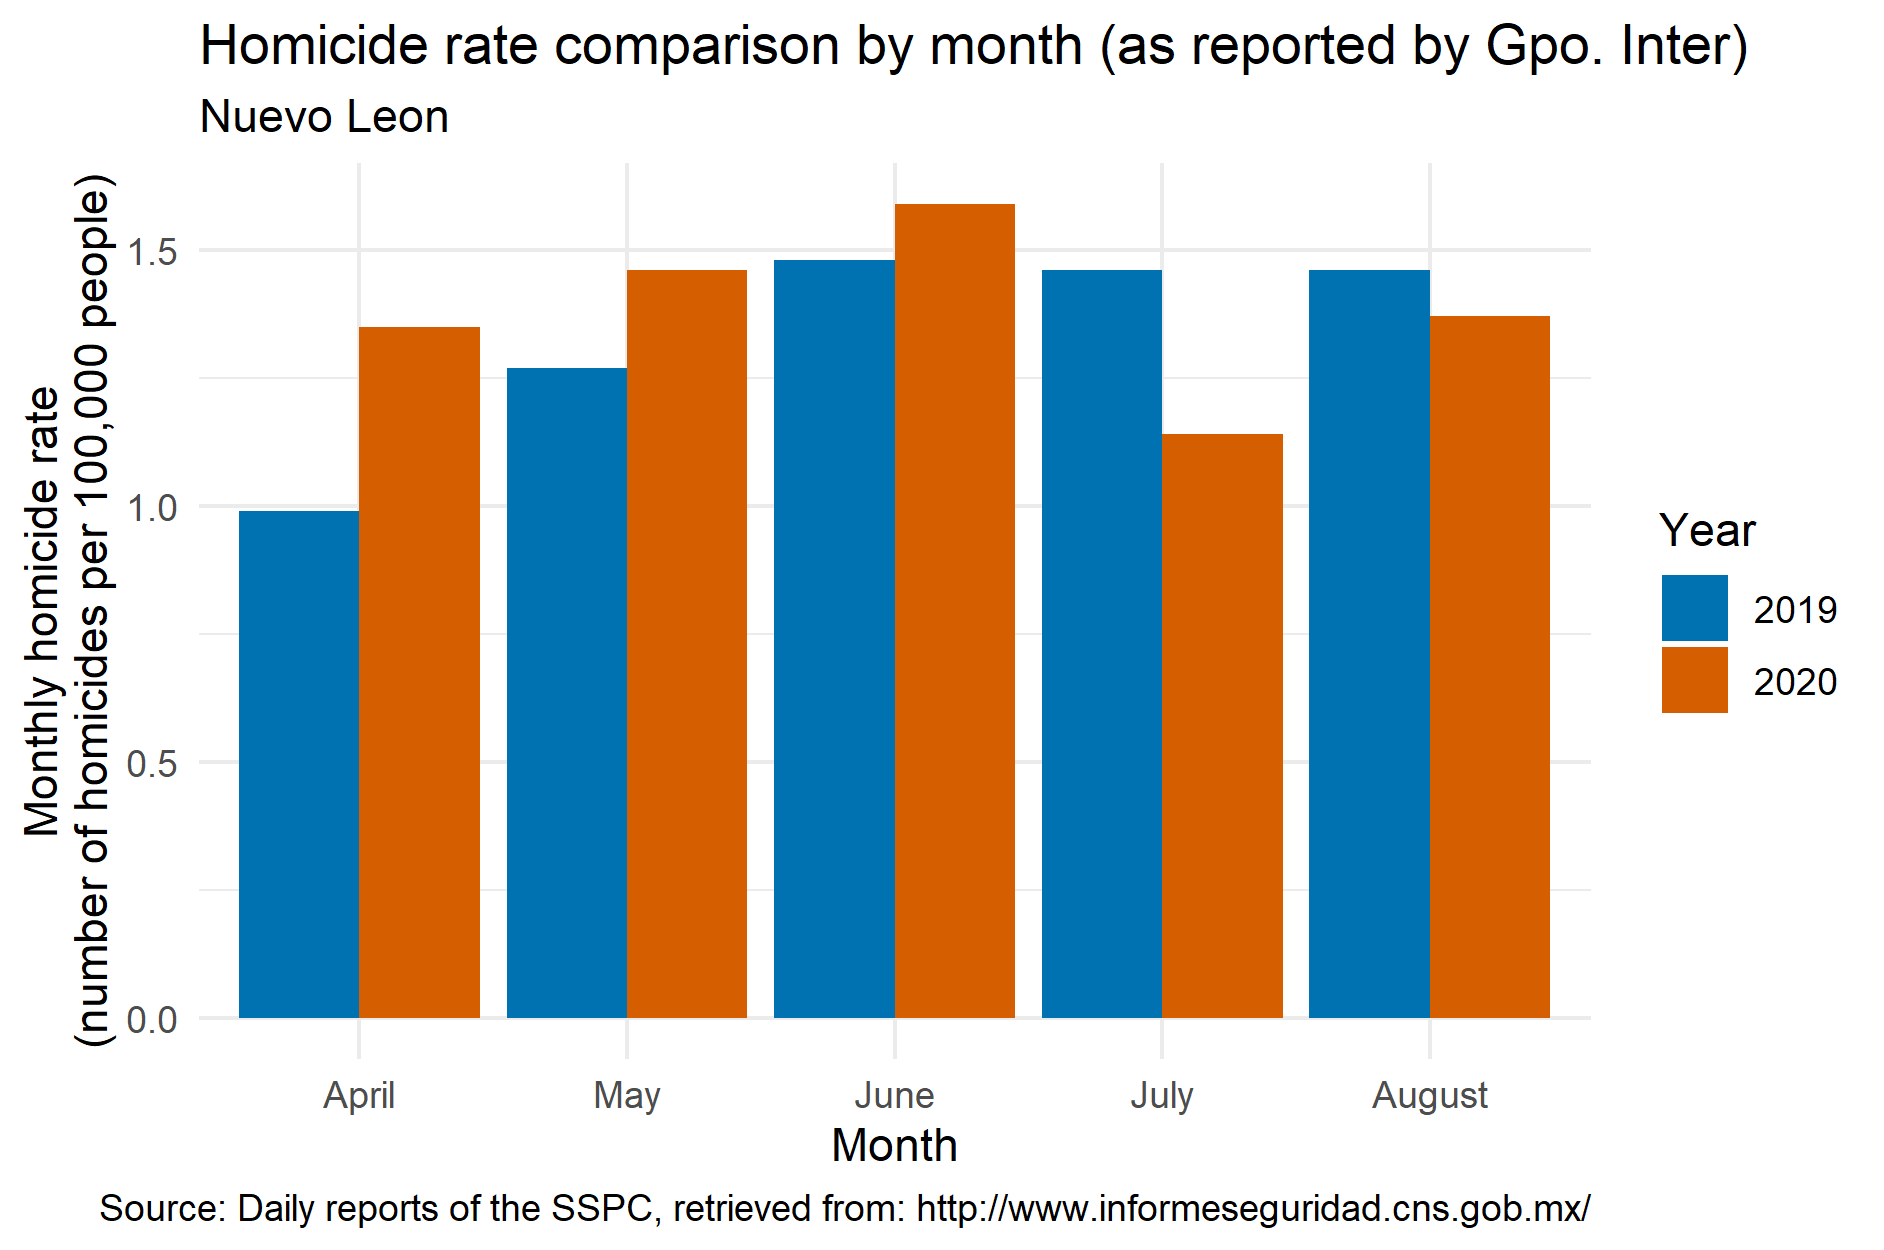 Homicide rate comparison by month (as reported by Gpo. Inter)
Nuevo Leon
Monthly homicide rate
(number of homicides per 100,000 people)
1.5
1.0
0.5
0.0
April
May
June
July
August
Month
Year
2019
2020
Source: Daily reports of the SSPC, retrieved from: http://www.informeseguridad.cns.gob.mx/